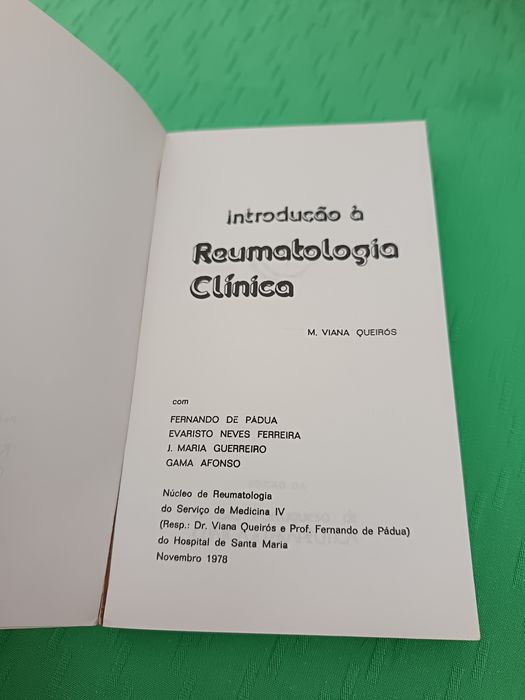 Introdução à
Reumatologia
Clínica
M. VIANA QUEIRÓS
com
FERNANDO DE PÁDUA
EVARISTO NEVES FERREIRA
J. MARIA GUERREIRO
GAMA AFONSO
Núcleo de Reumatologia
do Serviço de Medicina IV
(Resp.: Dr. Viana Queirós e Prof. Fernando de Pádua)
do Hospital de Santa Maria
Novembro 1978